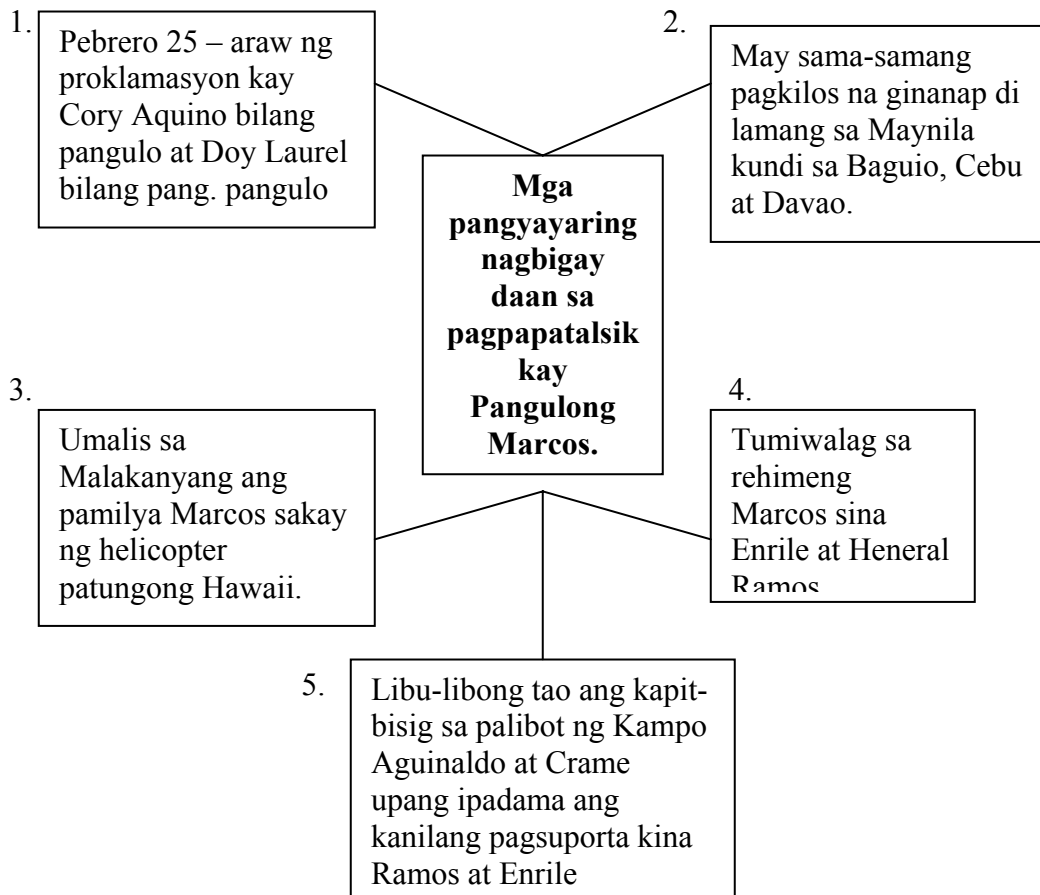 1.
Pebrero 25 – araw ng
proklamasyon kay
Cory Aquino bilang
pangulo at Doy Laurel
bilang pang. pangulo
2.
May sama-samang
pagkilos na ginanap di
lamang sa Maynila
kundi sa Baguio, Cebu
at Davao.
Mga
pangyayaring
nagbigay
daan sa
pagpapatalsik
kay
Pangulong
Marcos.
3.
Umalis sa
Malakanyang ang
pamilya Marcos sakay
ng helicopter
patungong Hawaii.
4.
Tumiwalag sa
rehimeng
Marcos sina
Enrile at Heneral
Ramos
5.
Libu-libong tao ang kapit-
bisig sa palibot ng Kampo
Aguinaldo at Crame
upang ipadama ang
kanilang pagsuporta kina
Ramos at Enrile